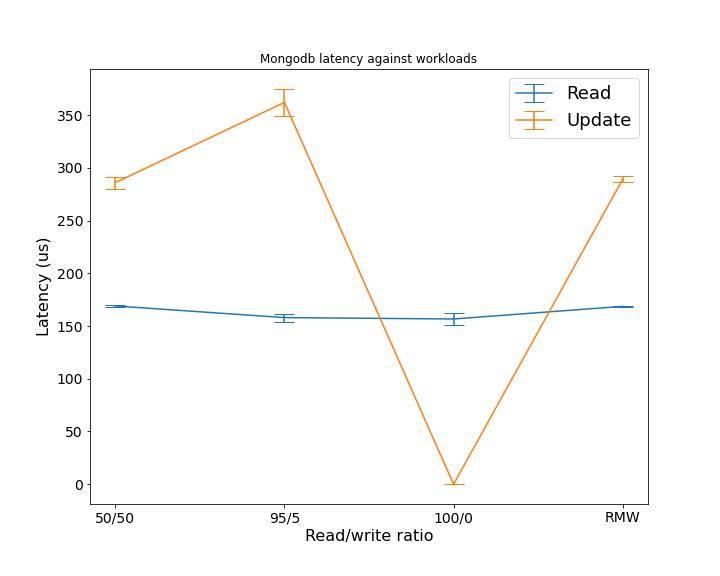 Mongodb latency against workloads
Read
Update
350
300
250
200
150
100
50
0
Latency (us)
50/50 95/5 100/0 RMW
Read/write ratio